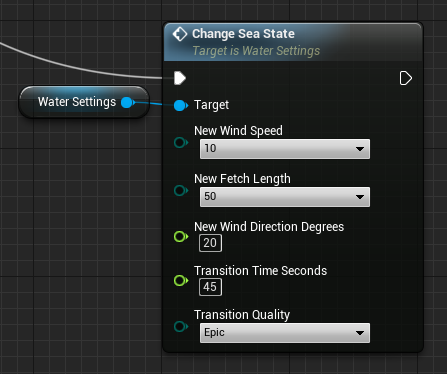 Change Sea State
Target is Water Settings
Water Settings
Target
New Wind Speed
10
New Fetch Length
50
New Wind Direction Degrees
20
Transition Time Seconds
45
Transition Quality
Epic